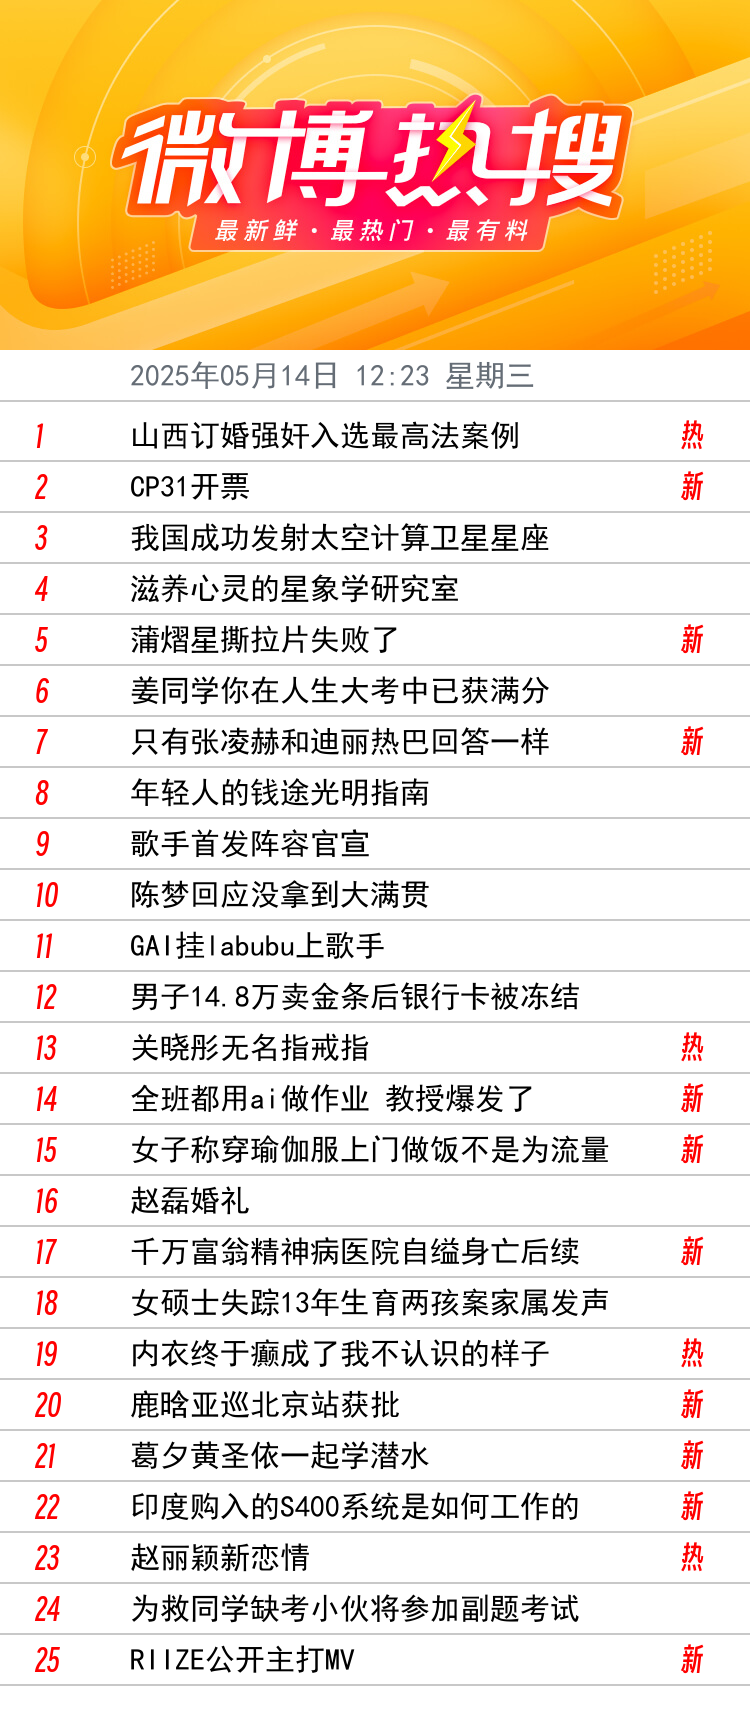 微博热搜
最新鲜·最热门·最有料
2025年05月14日 12:23 星期三
1 山西订婚强奸入选最高法案例 热
2 CP31开票 新
3 我国成功发射太空计算卫星星座
4 滋养心灵的星象学研究室
5 蒲熠星撕拉片失败了 新
6 姜同学你在人生大考中已获满分
7 只有张凌赫和迪丽热巴回答一样 新
8 年轻人的钱途光明指南
9 歌手首发阵容官宣
10 陈梦回应没拿到大满贯
11 GAI挂labubu上歌手
12 男子14.8万卖金条后银行卡被冻结
13 关晓彤无名指戒指 热
14 全班都用ai做作业 教授爆发了 新
15 女子称穿瑜伽服上门做饭不是为流量 新
16 赵磊婚礼
17 千万富翁精神病医院自缢身亡后续 新
18 女硕士失踪13年生育两孩案家属发声
19 内衣终于癫成了我不认识的样子 热
20 鹿晗亚巡北京站获批 新
21 葛夕黄圣依一起学潜水 新
22 印度购入的S400系统是如何工作的 新
23 赵丽颖新恋情 热
24 为救同学缺考小伙将参加副题考试
25 RIIZE公开主打MV 新